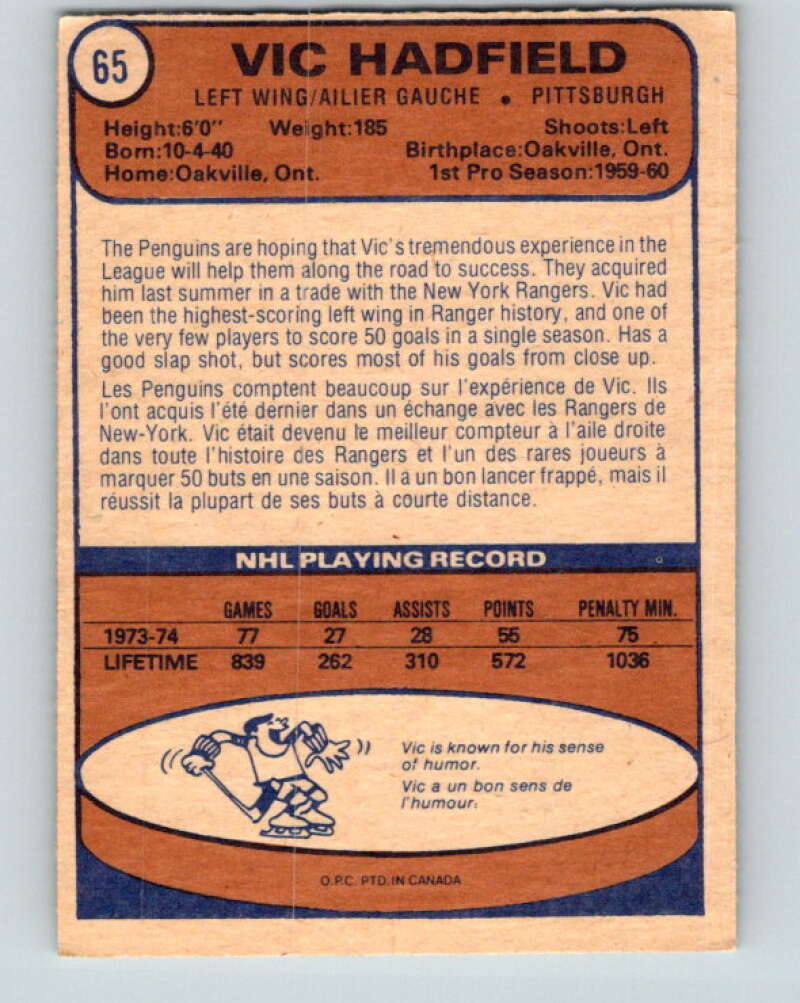 65
VIC HADFIELD
LEFT WING/AILIER GAUCHE • PITTSBURGH
Height:6'0" Weight:185 Shoots:Left
Born:10-4-40 Birthplace:Oakville, Ont.
Home:Oakville, Ont. 1st Pro Season:1959-60
The Penguins are hoping that Vic's tremendous experience in the
League will help them along the road to success. They acquired
him last summer in a trade with the New York Rangers. Vic had
been the highest-scoring left wing in Ranger history, and one of
the very few players to score 50 goals in a single season. Has a
good slap shot, but scores most of his goals from close up.
Les Penguins comptent beaucoup sur l'expérience de Vic. Ils
l'ont acquis l'été dernier dans un échange avec les Rangers de
New-York. Vic était devenu le meilleur compteur à l'aile droite
dans toute l'histoire des Rangers et l'un des rares joueurs à
marquer 50 buts en une saison. Il a un bon lancer frappé, mais il
réussit la plupart de ses buts à courte distance.
NHL PLAYING RECORD
GAMES GOALS ASSISTS POINTS PENALTY MIN.
1973-74 77 27 28 55 75
LIFETIME 839 262 310 572 1036
Vic is known for his sense
of humor.
Vic a un bon sens de
l'humour.
O.P.C. PTD. IN CANADA